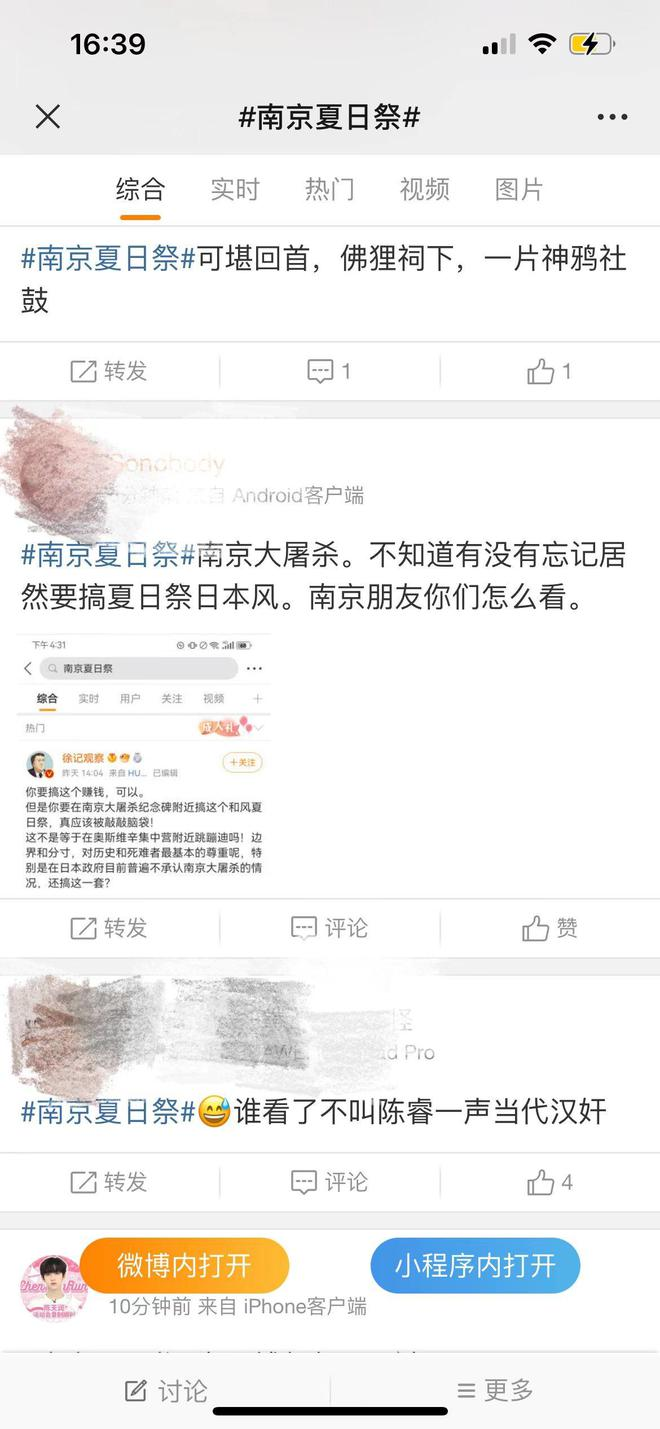 16:39
#南京夏日祭#
综合 实时 热门 视频 图片
#南京夏日祭#可堪回首，佛狸祠下，一片神鸦社
鼓
转发 1 1
Somebody
自 Android客户端
#南京夏日祭#南京大屠杀。不知道有没有忘记居
然要搞夏日祭日本风。南京朋友你们怎么看。
下午4:31
南京夏日祭
综合 实时 用户 关注 视频
热门 成人礼
徐记观察
+关注
昨天 14:04 来自 HU... 已编辑
你要搞这个赚钱，可以。
但是你要在南京大屠杀纪念碑附近搞这个和风夏
日祭，真应该被敲敲脑袋！
这不是等于在奥斯维辛集中营附近跳蹦迪吗！边
界和分寸，对历史和死难者最基本的尊重呢，特
别是在日本政府目前普遍不承认南京大屠杀的情
况，还搞这一套？
转发 评论 赞
怪
d Pro
#南京夏日祭#😅谁看了不叫陈睿一声当代汉奸
转发 评论 4
微博内打开 小程序内打开
10分钟前 来自 iPhone客户端
讨论 更多